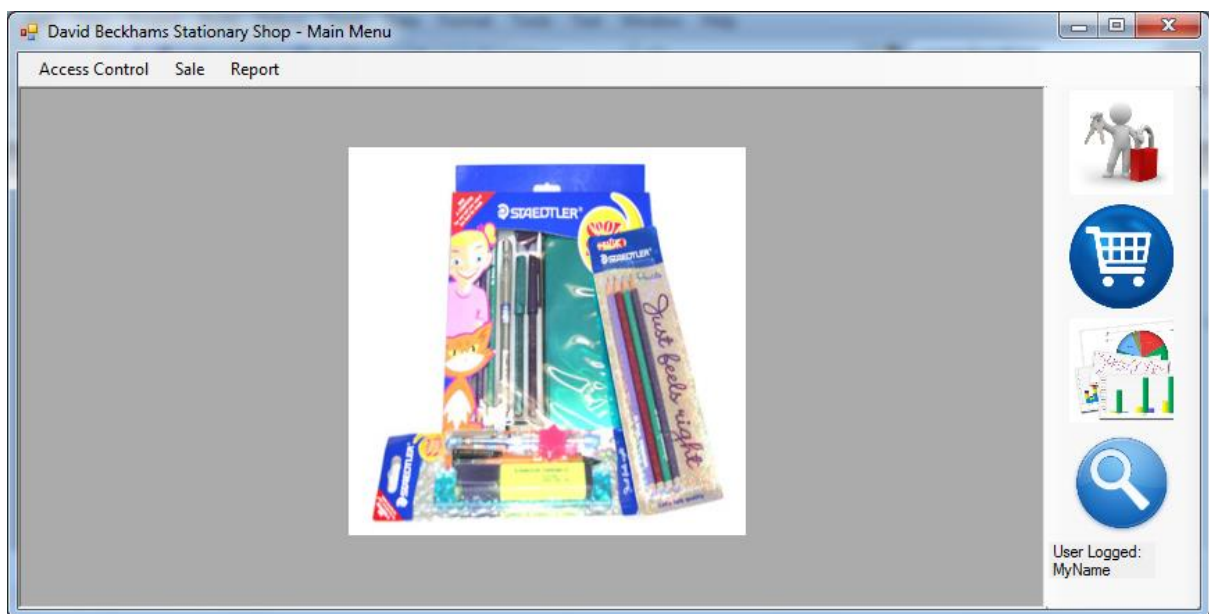 David Beckhams Stationary Shop - Main Menu
Access Control Sale Report
STAEDTLER
STAEDTLER
Just feels right
STAEDTLER
User Logged:
MyName